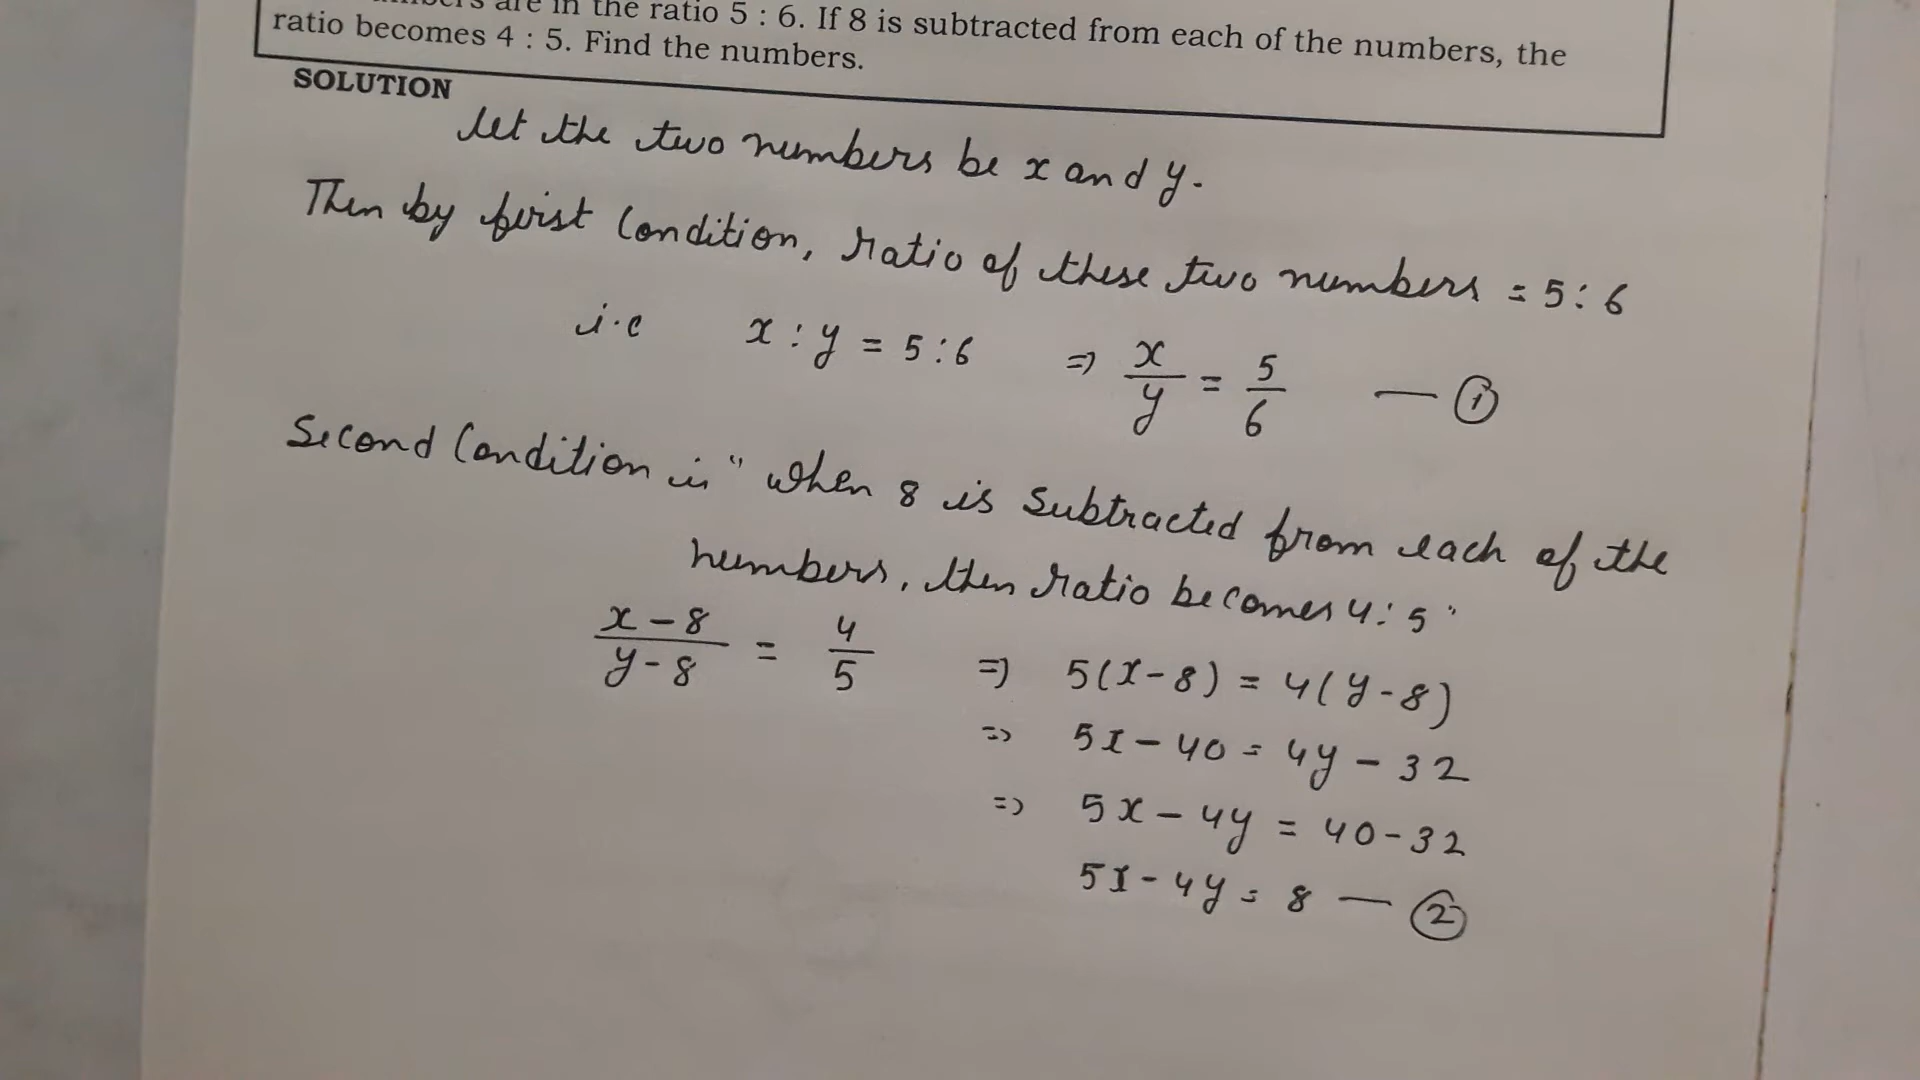 are in the ratio 5 : 6. If 8 is subtracted from each of the numbers, the
ratio becomes 4 : 5. Find the numbers.
SOLUTION
let the two numbers be x and y.
Then by first Condition, ratio of these two numbers = 5:6
i.e x : y = 5:6 => x/y = 5/6 — ①
Second Condition is " when 8 is Subtracted from each of the
numbers, then ratio becomes 4:5"
x-8/y-8 = 4/5 => 5(x-8) = 4(y-8)
=> 5x-40 = 4y-32
=> 5x-4y = 40-32
5x-4y = 8 — ②